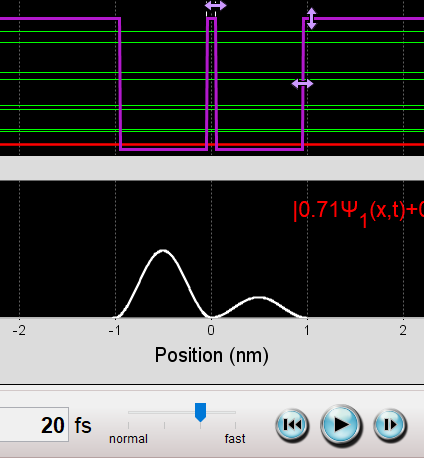 |0.71Ψ1(x,t)+
-2 -1 0 1 2
Position (nm)
20 fs
normal fast